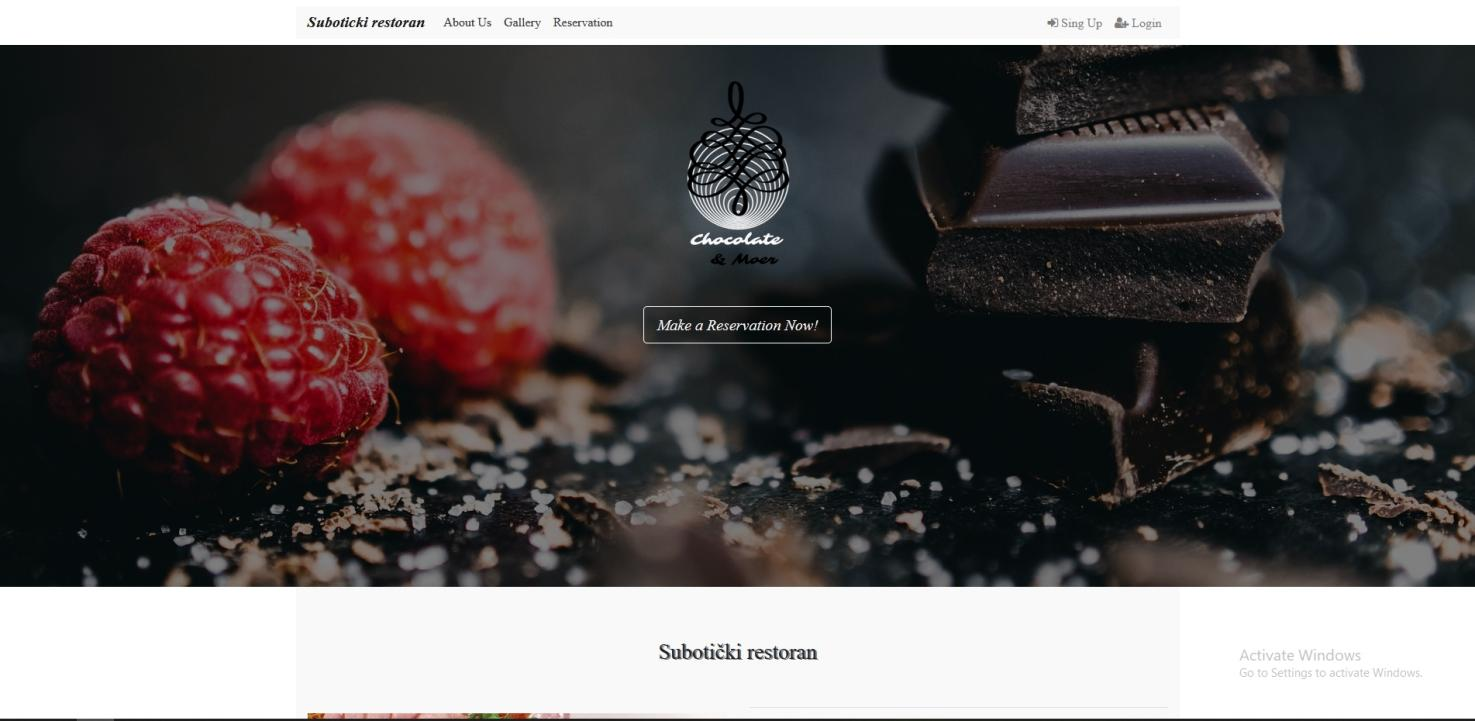 Suboticki restoran About Us Gallery Reservation Sing Up Login
Chocolate
& Moer
Make a Reservation Now!
Subotički restoran
Activate Windows
Go to Settings to activate Windows.